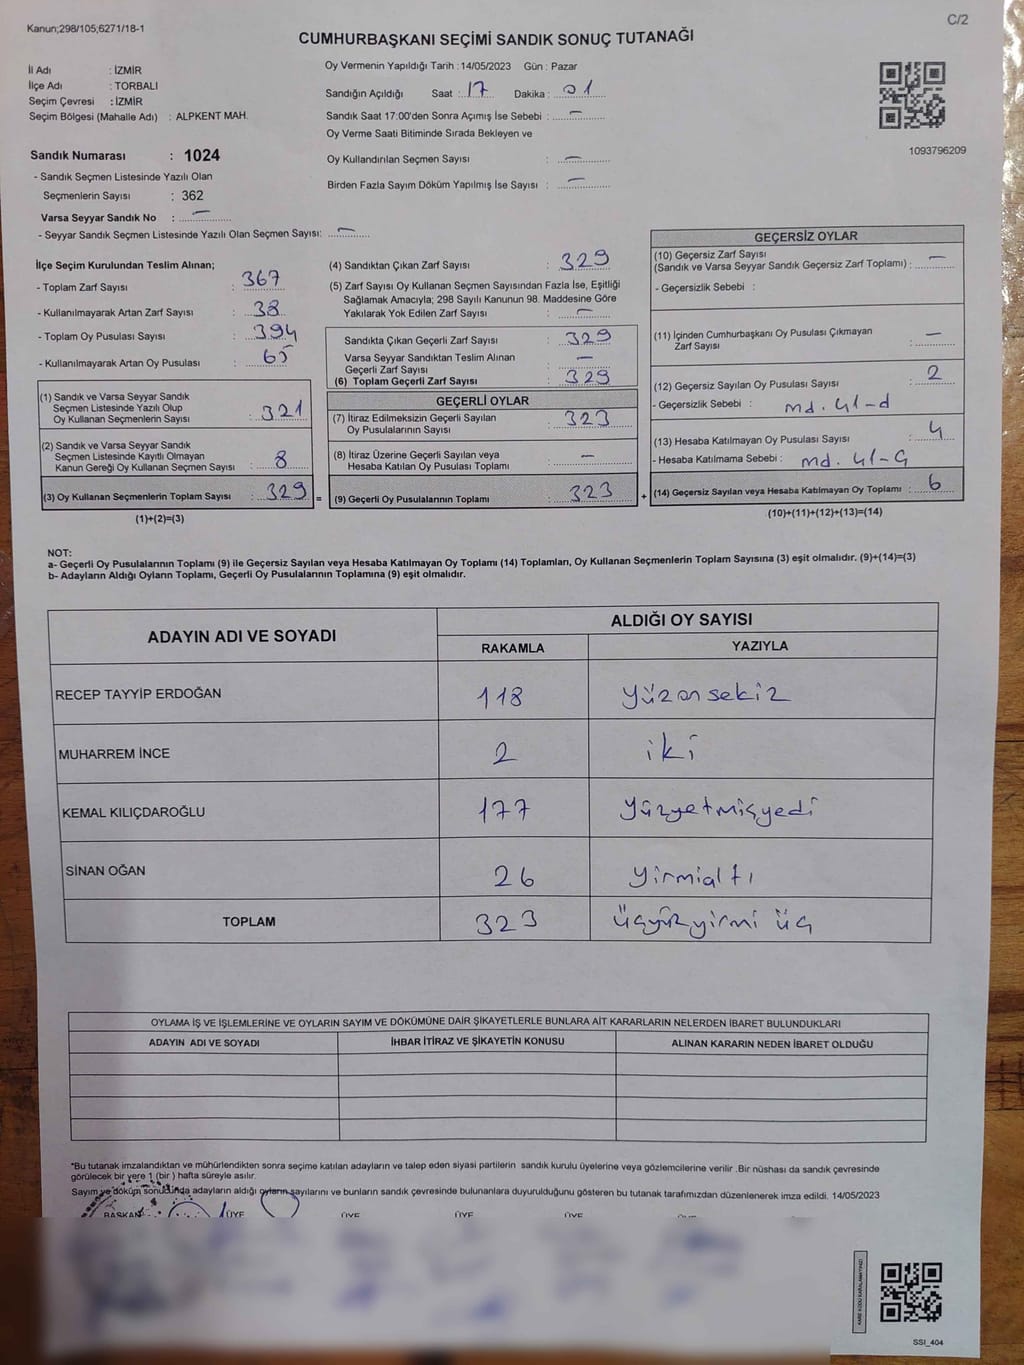 Kanun;298/105,6271/18-1
C/2
CUMHURBAŞKANI SEÇİMİ SANDIK SONUÇ TUTANAĞI
İl Adı : İZMİR
İlçe Adı : TORBALI
Seçim Çevresi : İZMİR
Seçim Bölgesi (Mahalle Adı) : ALPKENT MAH.
Sandık Numarası : 1024
- Sandık Seçmen Listesinde Yazılı Olan
Seçmenlerin Sayısı : 362
Varsa Seyyar Sandık No : —
- Seyyar Sandık Seçmen Listesinde Yazılı Olan Seçmen Sayısı: —
Oy Vermenin Yapıldığı Tarih : 14/05/2023 Gün : Pazar
Sandığın Açıldığı Saat : 17 Dakika : 01
Sandık Saat 17:00'den Sonra Açımış İse Sebebi : —
Oy Verme Saati Bitiminde Sırada Bekleyen ve
Oy Kullandırılan Seçmen Sayısı : —
Birden Fazla Sayım Döküm Yapılmış İse Sayısı : —
1093796209
İlçe Seçim Kurulundan Teslim Alınan;
- Toplam Zarf Sayısı : 367
- Kullanılmayarak Artan Zarf Sayısı : 38
- Toplam Oy Pusulası Sayısı : 394
- Kullanılmayarak Artan Oy Pusulası : 65
(1) Sandık ve Varsa Seyyar Sandık
Seçmen Listesinde Yazılı Olup
Oy Kullanan Seçmenlerin Sayısı : 321
(2) Sandık ve Varsa Seyyar Sandık
Seçmen Listesinde Kayıtlı Olmayan
Kanun Gereği Oy Kullanan Seçmen Sayısı : 8
(3) Oy Kullanan Seçmenlerin Toplam Sayısı : 329 =
(1)+(2)=(3)
(4) Sandıktan Çıkan Zarf Sayısı : 329
(5) Zarf Sayısı Oy Kullanan Seçmen Sayısından Fazla İse, Eşitliği
Sağlamak Amacıyla; 298 Sayılı Kanunun 98. Maddesine Göre
Yakılarak Yok Edilen Zarf Sayısı : —
Sandıkta Çıkan Geçerli Zarf Sayısı : 329
Varsa Seyyar Sandıktan Teslim Alınan
Geçerli Zarf Sayısı : —
(6) Toplam Geçerli Zarf Sayısı : 329
GEÇERLİ OYLAR
(7) İtiraz Edilmeksizin Geçerli Sayılan
Oy Pusulalarının Sayısı : 323
(8) İtiraz Üzerine Geçerli Sayılan veya
Hesaba Katılan Oy Pusulası Toplamı : —
(9) Geçerli Oy Pusulalarının Toplamı : 323 +
GEÇERSİZ OYLAR
(10) Geçersiz Zarf Sayısı
(Sandık ve Varsa Seyyar Sandık Geçersiz Zarf Toplamı) : —
- Geçersizlik Sebebi :
(11) İçinden Cumhurbaşkanı Oy Pusulası Çıkmayan
Zarf Sayısı : —
(12) Geçersiz Sayılan Oy Pusulası Sayısı : 2
- Geçersizlik Sebebi : md. 41-d
(13) Hesaba Katılmayan Oy Pusulası Sayısı : 4
- Hesaba Katılmama Sebebi : md. 41-Ç
(14) Geçersiz Sayılan veya Hesaba Katılmayan Oy Toplamı : 6
(10)+(11)+(12)+(13)=(14)
NOT:
a- Geçerli Oy Pusulalarının Toplamı (9) ile Geçersiz Sayılan veya Hesaba Katılmayan Oy Toplamı (14) Toplamları, Oy Kullanan Seçmenlerin Toplam Sayısına (3) eşit olmalıdır. (9)+(14)=(3)
b- Adayların Aldığı Oyların Toplamı, Geçerli Oy Pusulalarının Toplamına (9) eşit olmalıdır.
ADAYIN ADI VE SOYADI ALDIĞI OY SAYISI
RAKAMLA YAZIYLA
RECEP TAYYİP ERDOĞAN 118 yüzonsekiz
MUHARREM İNCE 2 iki
KEMAL KILIÇDAROĞLU 177 yüzyetmişyedi
SİNAN OĞAN 26 yirmialtı
TOPLAM 323 üçyüzyirmi üç
OYLAMA İŞ VE İŞLEMLERİNE VE OYLARIN SAYIM VE DÖKÜMÜNE DAİR ŞİKAYETLERLE BUNLARA AİT KARARLARIN NELERDEN İBARET BULUNDUKLARI
ADAYIN ADI VE SOYADI İHBAR İTİRAZ VE ŞİKAYETİN KONUSU ALINAN KARARIN NEDEN İBARET OLDUĞU
*Bu tutanak imzalandıktan ve mühürlendikten sonra seçime katılan adayların ve talep eden siyasi partilerin sandık kurulu üyelerine veya gözlemcilerine verilir .Bir nüshası da sandık çevresinde
görülecek bir yere 1 (bir ) hafta süreyle asılır.
Sayım ve döküm sonucunda adayların aldığı oyların sayılarını ve bunların sandık çevresinde bulunanlara duyurulduğunu gösteren bu tutanak tarafımızdan düzenlenerek imza edildi. 14/05/2023
BAŞKAN ÜYE ÜYE ÜYE ÜYE
KARE KODU KARALAMAYINIZ!
SSI_404